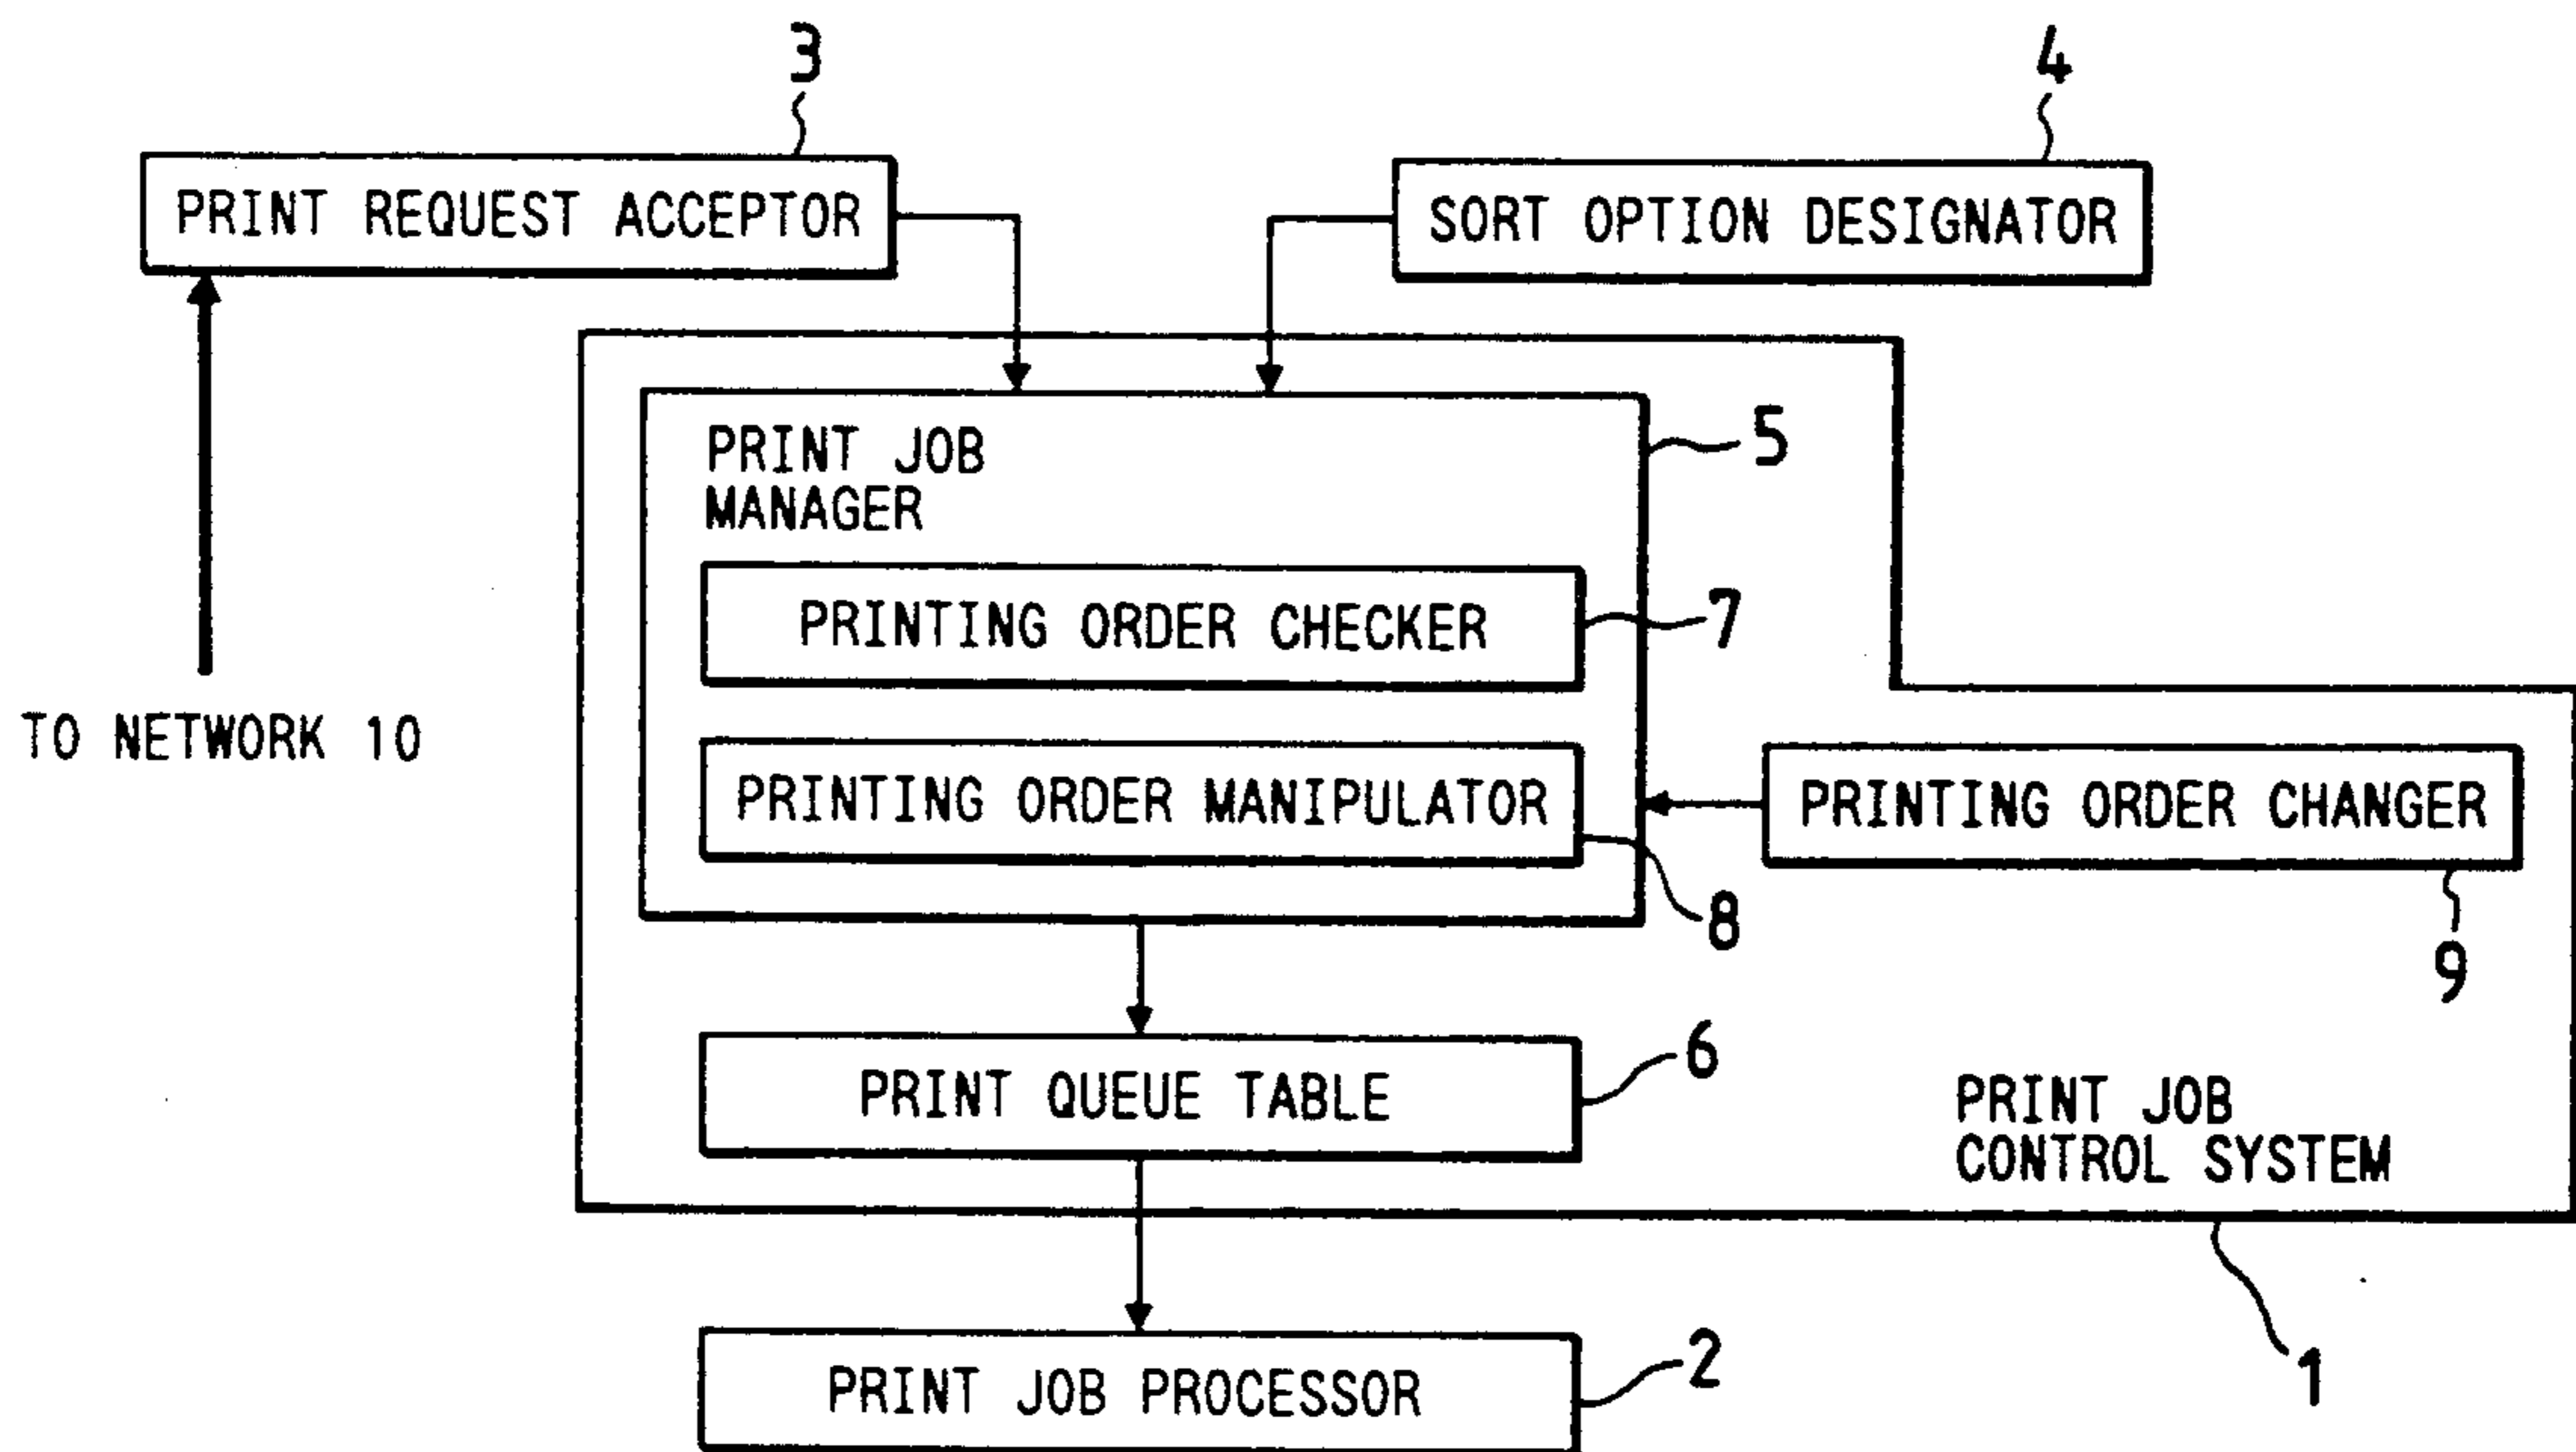 3
4
PRINT REQUEST ACCEPTOR
SORT OPTION DESIGNATOR
PRINT JOB
MANAGER
5
PRINTING ORDER CHECKER
7
TO NETWORK 10
PRINTING ORDER MANIPULATOR
PRINTING ORDER CHANGER
8
9
PRINT QUEUE TABLE
6
PRINT JOB
CONTROL SYSTEM
PRINT JOB PROCESSOR
2
1